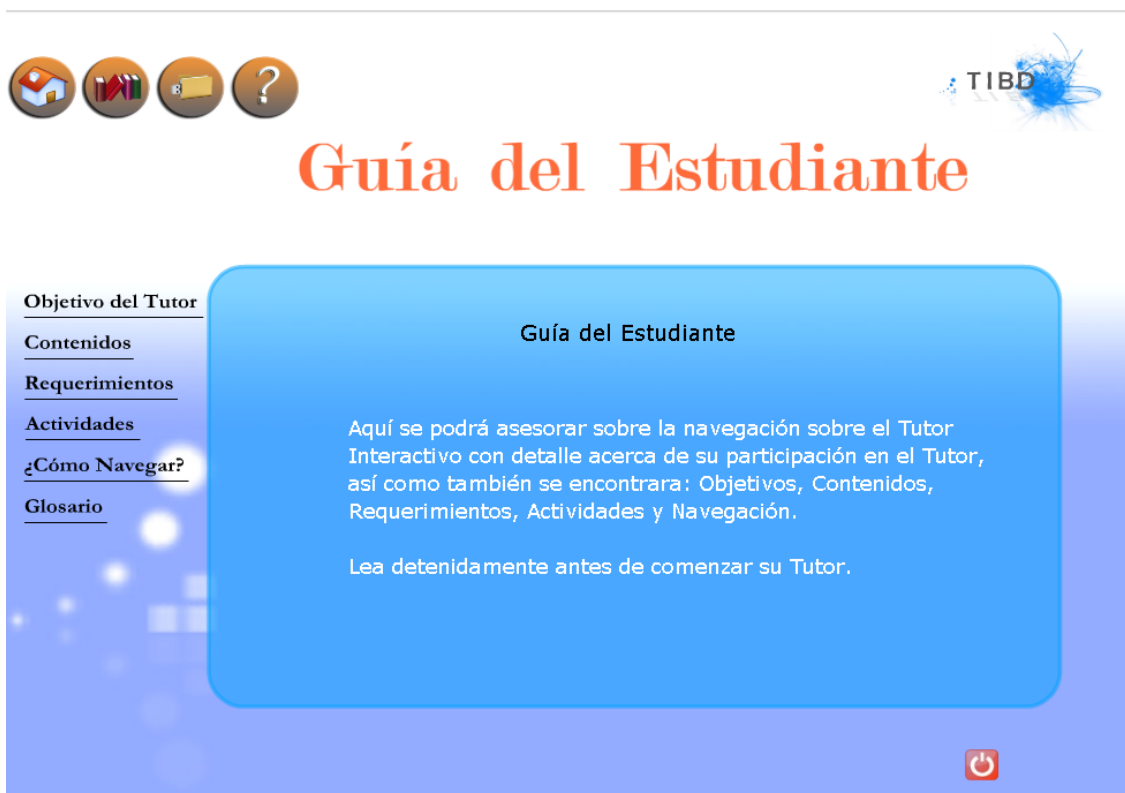 TIBD
Guía del Estudiante
Objetivo del Tutor
Contenidos
Requerimientos
Actividades
¿Cómo Navegar?
Glosario
Guía del Estudiante
Aquí se podrá asesorar sobre la navegación sobre el Tutor
Interactivo con detalle acerca de su participación en el Tutor,
así como también se encontrara: Objetivos, Contenidos,
Requerimientos, Actividades y Navegación.
Lea detenidamente antes de comenzar su Tutor.